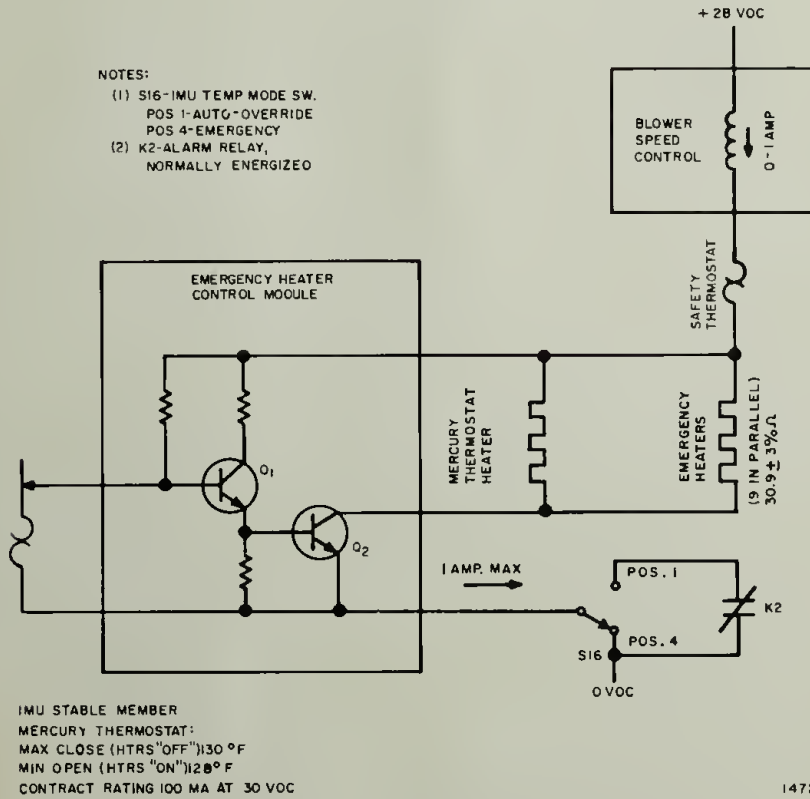 +28 VOC
NOTES:
(1) S16-IMU TEMP MODE SW.
POS 1-AUTO-OVERRIDE
POS 4-EMERGENCY
(2) K2-ALARM RELAY,
NORMALLY ENERGIZED
BLOWER
SPEED
CONTROL
0-1 AMP
SAFETY
THERMOSTAT
EMERGENCY HEATER
CONTROL MODULE
MERCURY
THERMOSTAT
HEATER
EMERGENCY
HEATERS
(9 IN PARALLEL)
30.9 ± 3% Ω
Q1
Q2
1 AMP. MAX
POS. 1
K2
POS. 4
S16
0 VOC
IMU STABLE MEMBER
MERCURY THERMOSTAT:
MAX CLOSE (HTRS "OFF") 130 °F
MIN OPEN (HTRS "ON") 128° F
CONTRACT RATING 100 MA AT 30 VOC